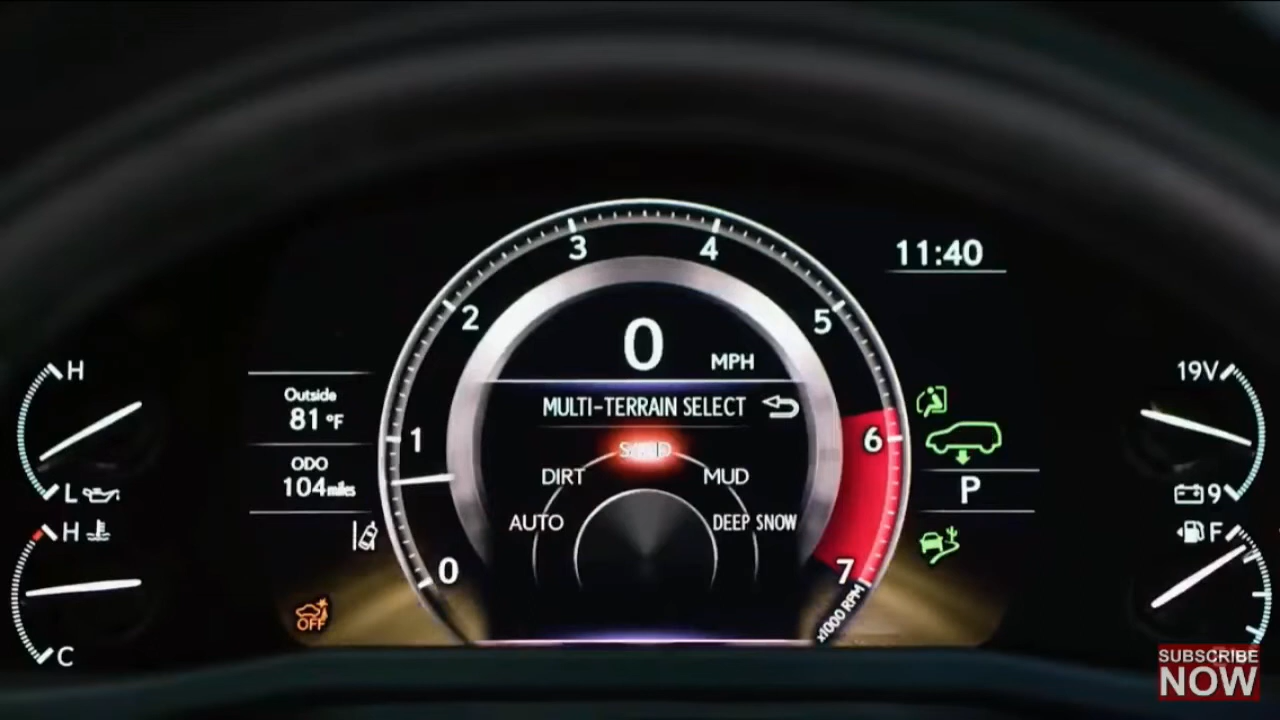 11:40
3
4
2
5
0
MPH
H
19V
Outside
81°F
MULTI-TERRAIN SELECT
1
6
SAND
ODO
104 miles
DIRT
MUD
P
L
9
AUTO
DEEP SNOW
H
F
0
7
x1000 RPM
OFF
C
SUBSCRIBE
NOW